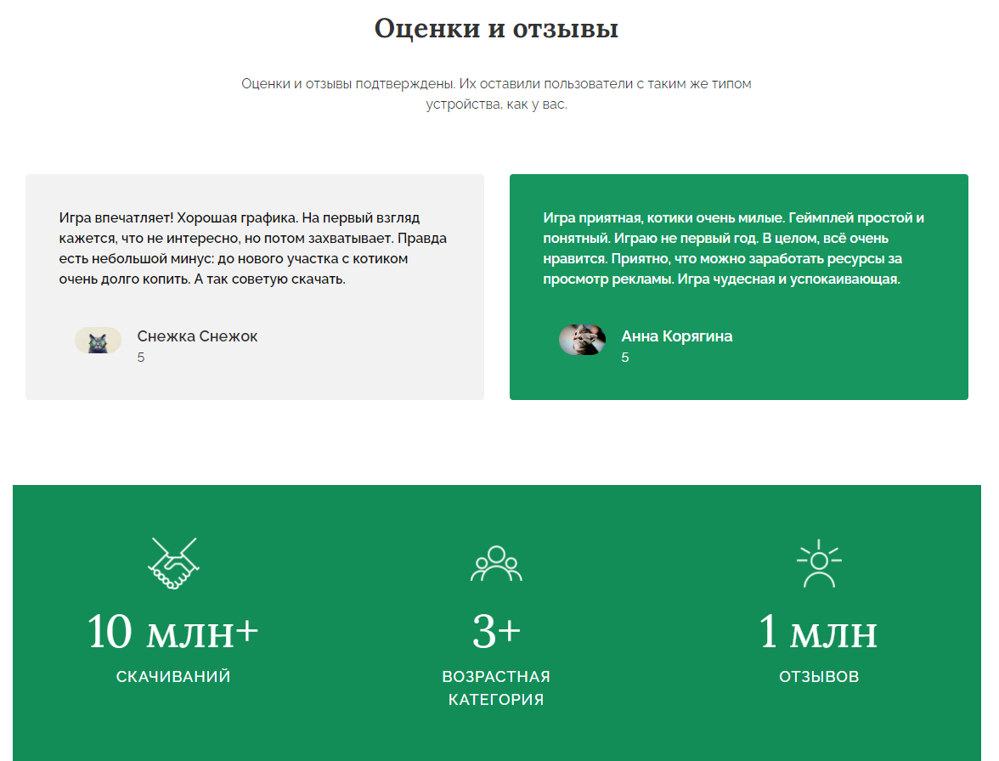 Оценки и отзывы
Оценки и отзывы подтверждены. Их оставили пользователи с таким же типом
устройства, как у вас.
Игра впечатляет! Хорошая графика. На первый взгляд
кажется, что не интересно, но потом захватывает. Правда
есть небольшой минус: до нового участка с котиком
очень долго копить. А так советую скачать.
Снежка Снежок
5
Игра приятная, котики очень милые. Геймплей простой и
понятный. Играю не первый год. В целом, всё очень
нравится. Приятно, что можно заработать ресурсы за
просмотр рекламы. Игра чудесная и успокаивающая.
Анна Корягина
5
10 млн+
СКАЧИВАНИЙ
3+
ВОЗРАСТНАЯ
КАТЕГОРИЯ
1 млн
ОТЗЫВОВ